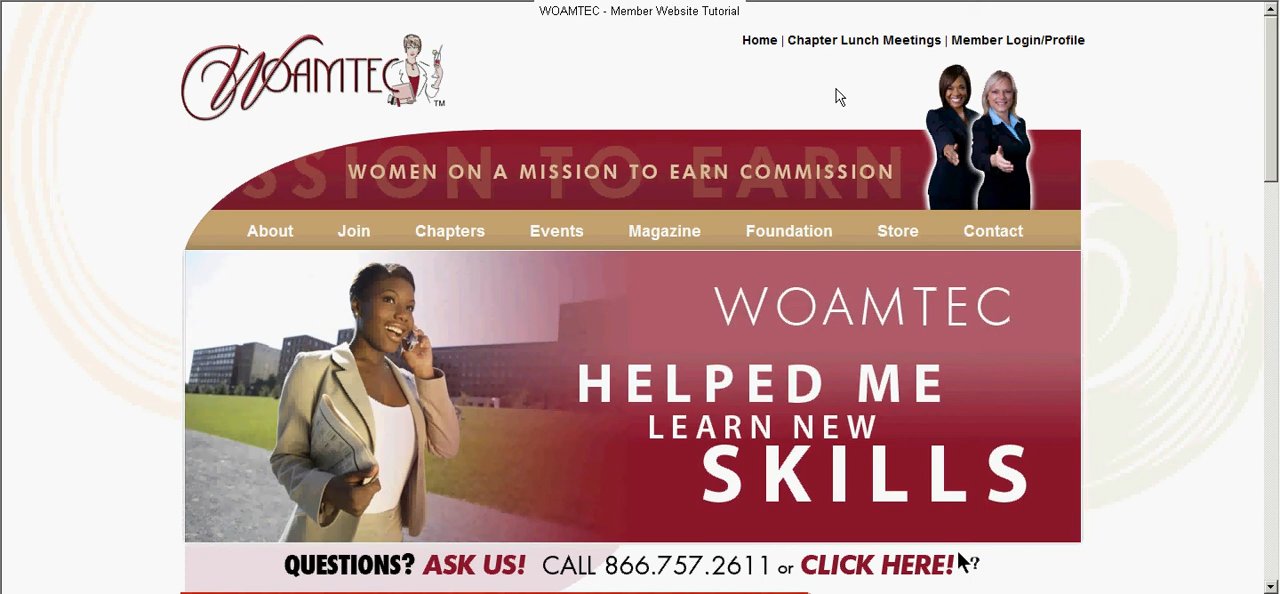 WOAMTEC - Member Website Tutorial
Home | Chapter Lunch Meetings | Member Login/Profile
WOAMTEC TM
SSION TO EARN
WOMEN ON A MISSION TO EARN COMMISSION
About Join Chapters Events Magazine Foundation Store Contact
WOAMTEC
HELPED ME
LEARN NEW
SKILLS
QUESTIONS? ASK US! CALL 866.757.2611 or CLICK HERE! ?